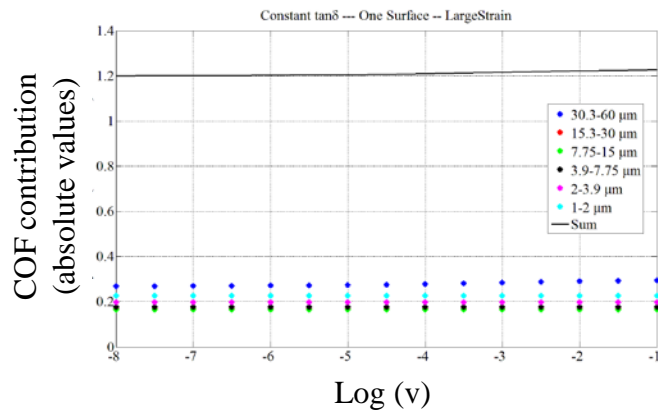 Constant tanδ --- One Surface -- LargeStrain
COF contribution
(absolute values)
1.4
1.2
1
0.8
0.6
0.4
0.2
0
30.3-60 μm
15.3-30 μm
7.75-15 μm
3.9-7.75 μm
2-3.9 μm
1-2 μm
Sum
-8 -7 -6 -5 -4 -3 -2 -1
Log (v)